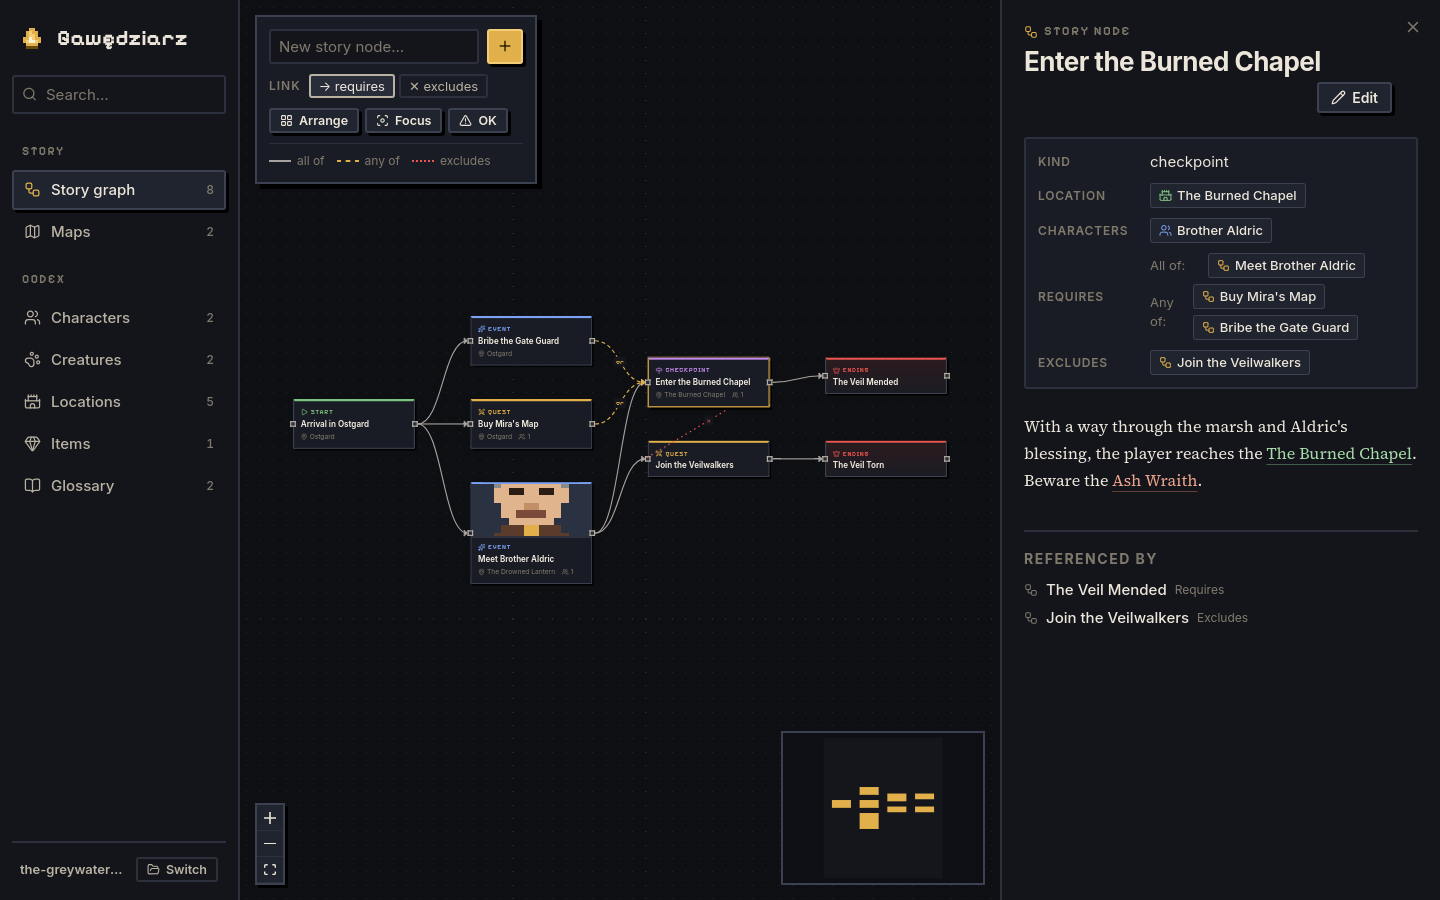 Gawędziarz
Search...
STORY
Story graph 8
Maps 2
CODEX
Characters 2
Creatures 2
Locations 5
Items 1
Glossary 2
the-greywater...
Switch
New story node...
LINK
→ requires
✕ excludes
Arrange
Focus
OK
all of
any of
excludes
START
Arrival in Ostgard
Ostgard
EVENT
Bribe the Gate Guard
Ostgard
QUEST
Buy Mira's Map
Ostgard 1
EVENT
Meet Brother Aldric
The Drowned Lantern 1
CHECKPOINT
Enter the Burned Chapel
The Burned Chapel 1
QUEST
Join the Veilwalkers
ENDING
The Veil Mended
ENDING
The Veil Torn
STORY NODE
Enter the Burned Chapel
Edit
KIND checkpoint
LOCATION The Burned Chapel
CHARACTERS Brother Aldric
REQUIRES
All of: Meet Brother Aldric
Any of:
Buy Mira's Map
Bribe the Gate Guard
EXCLUDES Join the Veilwalkers
With a way through the marsh and Aldric's
blessing, the player reaches the The Burned Chapel.
Beware the Ash Wraith.
REFERENCED BY
The Veil Mended Requires
Join the Veilwalkers Excludes